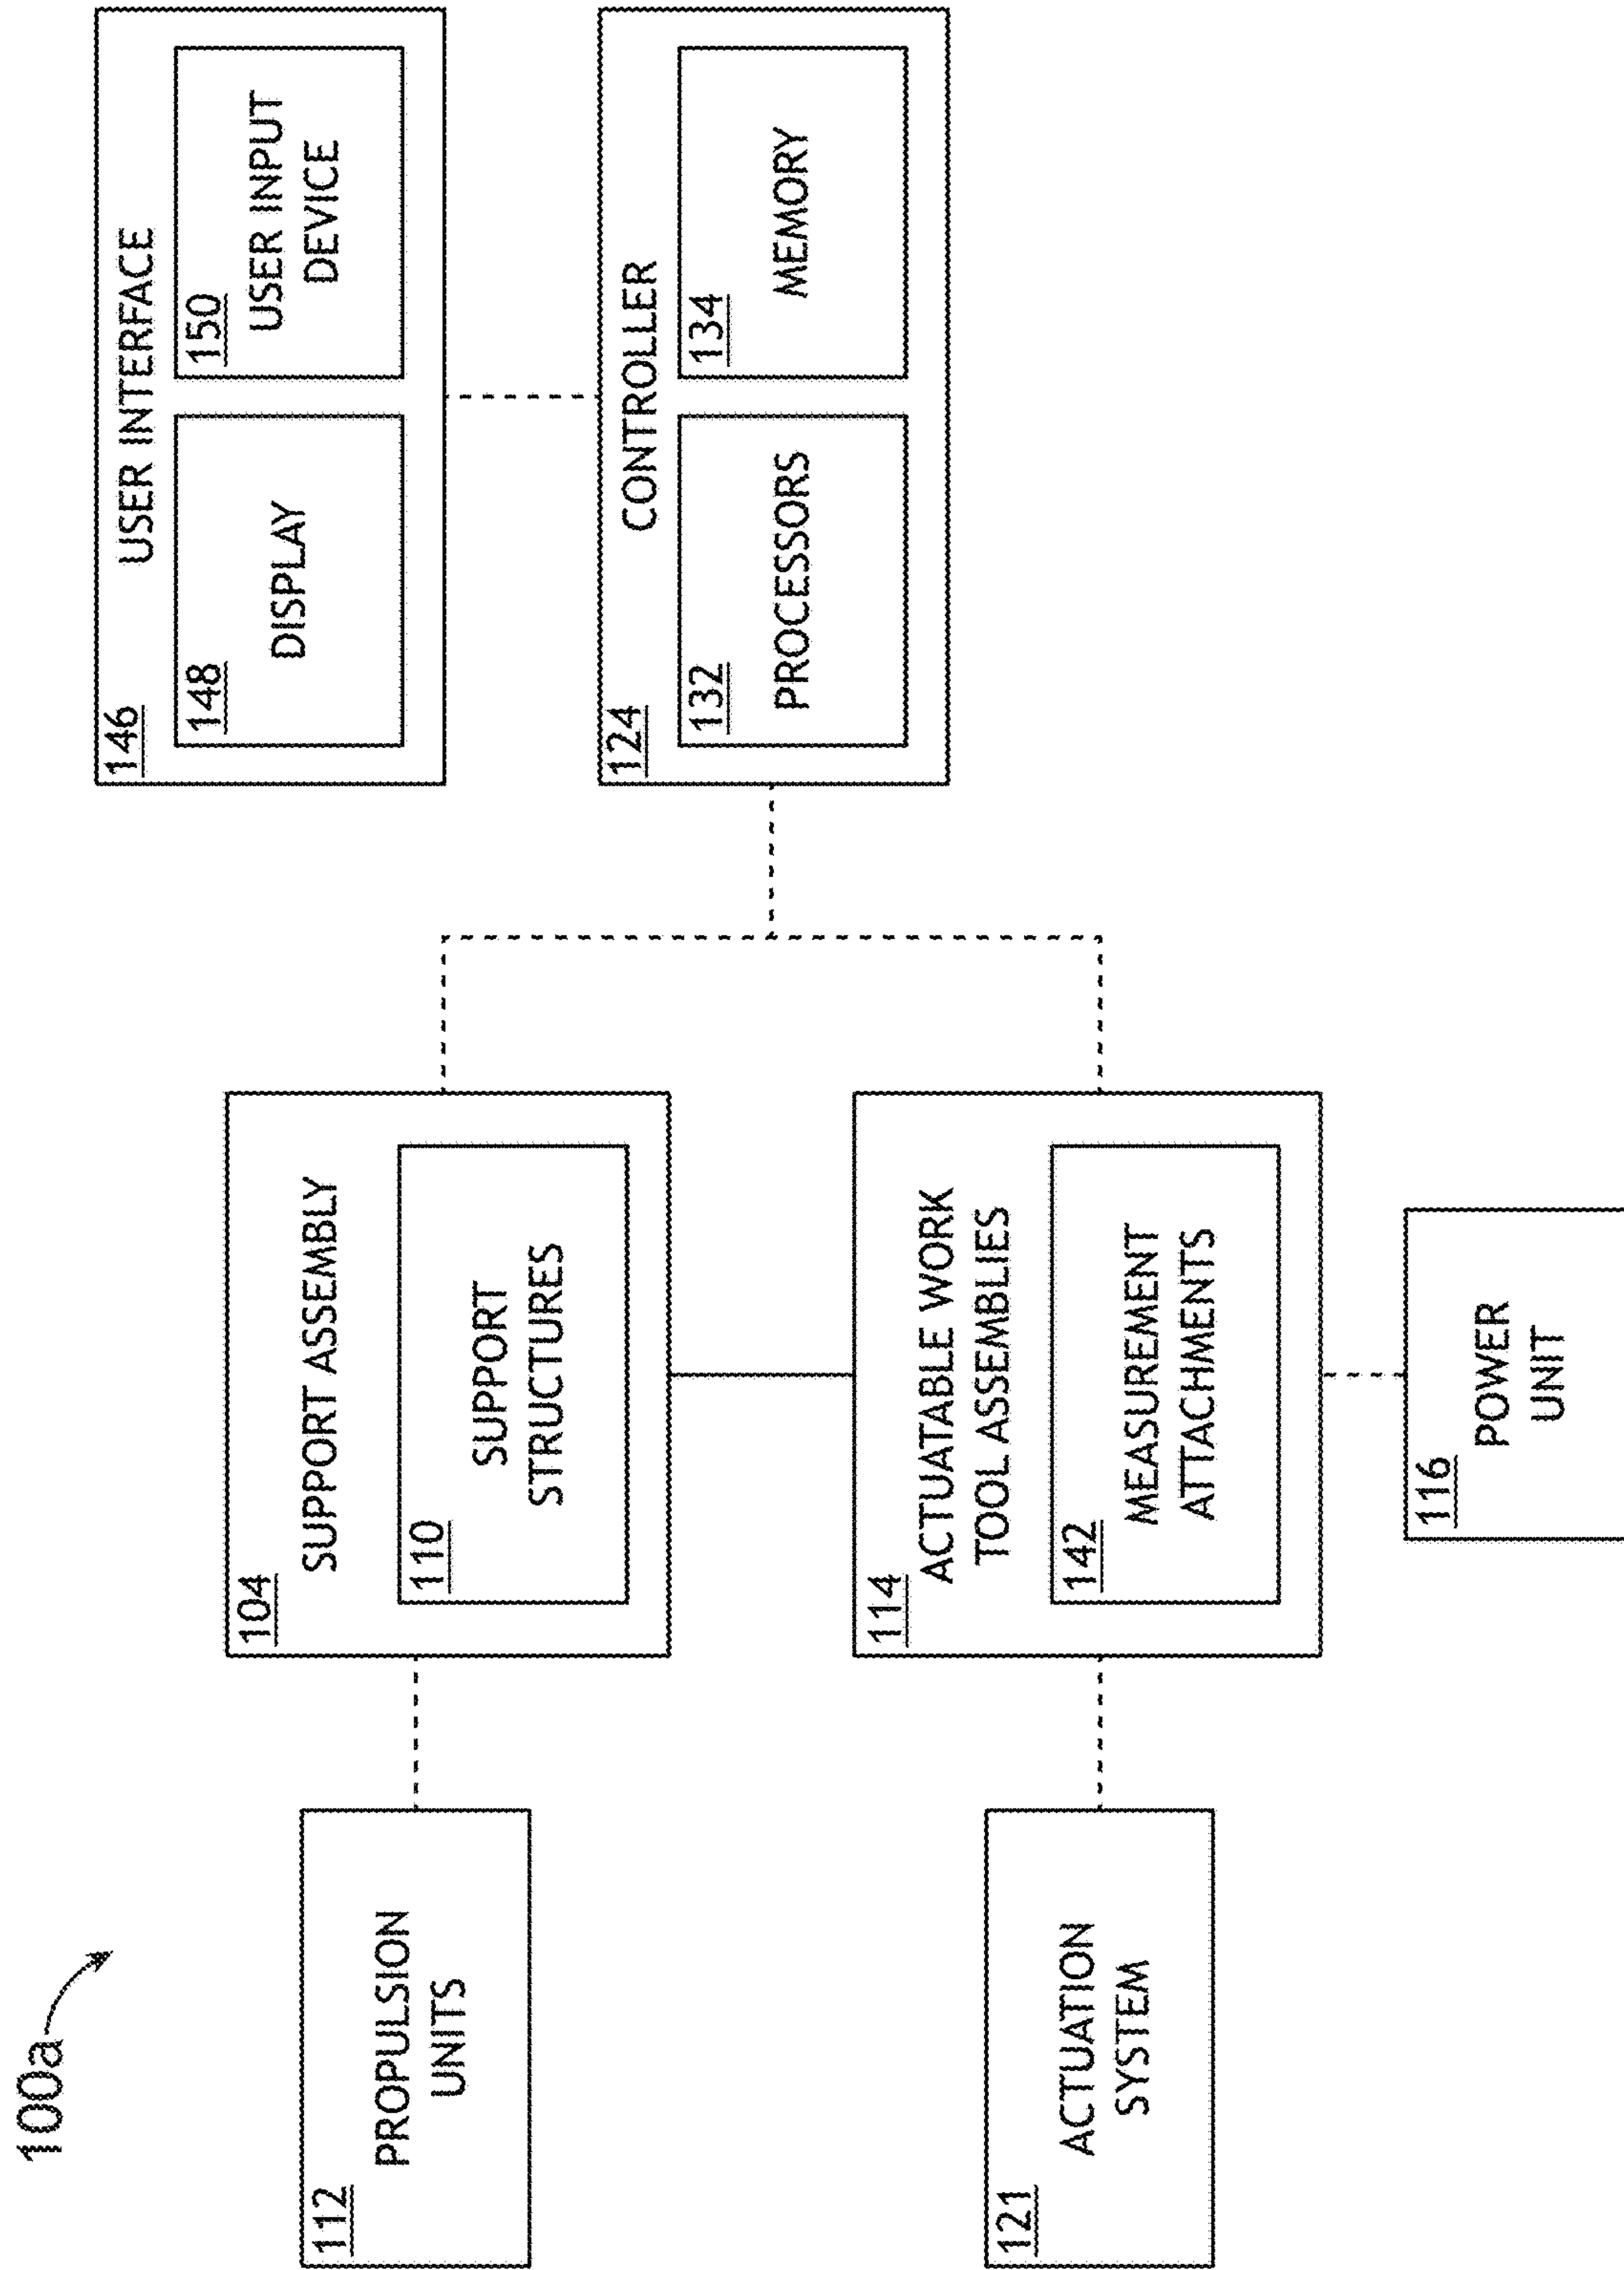 100a
112
PROPULSION
UNITS
104
SUPPORT ASSEMBLY
110
SUPPORT
STRUCTURES
146
USER INTERFACE
148
DISPLAY
150
USER INPUT
DEVICE
124
CONTROLLER
132
PROCESSORS
134
MEMORY
121
ACTUATION
SYSTEM
114
ACTUATABLE WORK
TOOL ASSEMBLIES
142
MEASUREMENT
ATTACHMENTS
116
POWER
UNIT